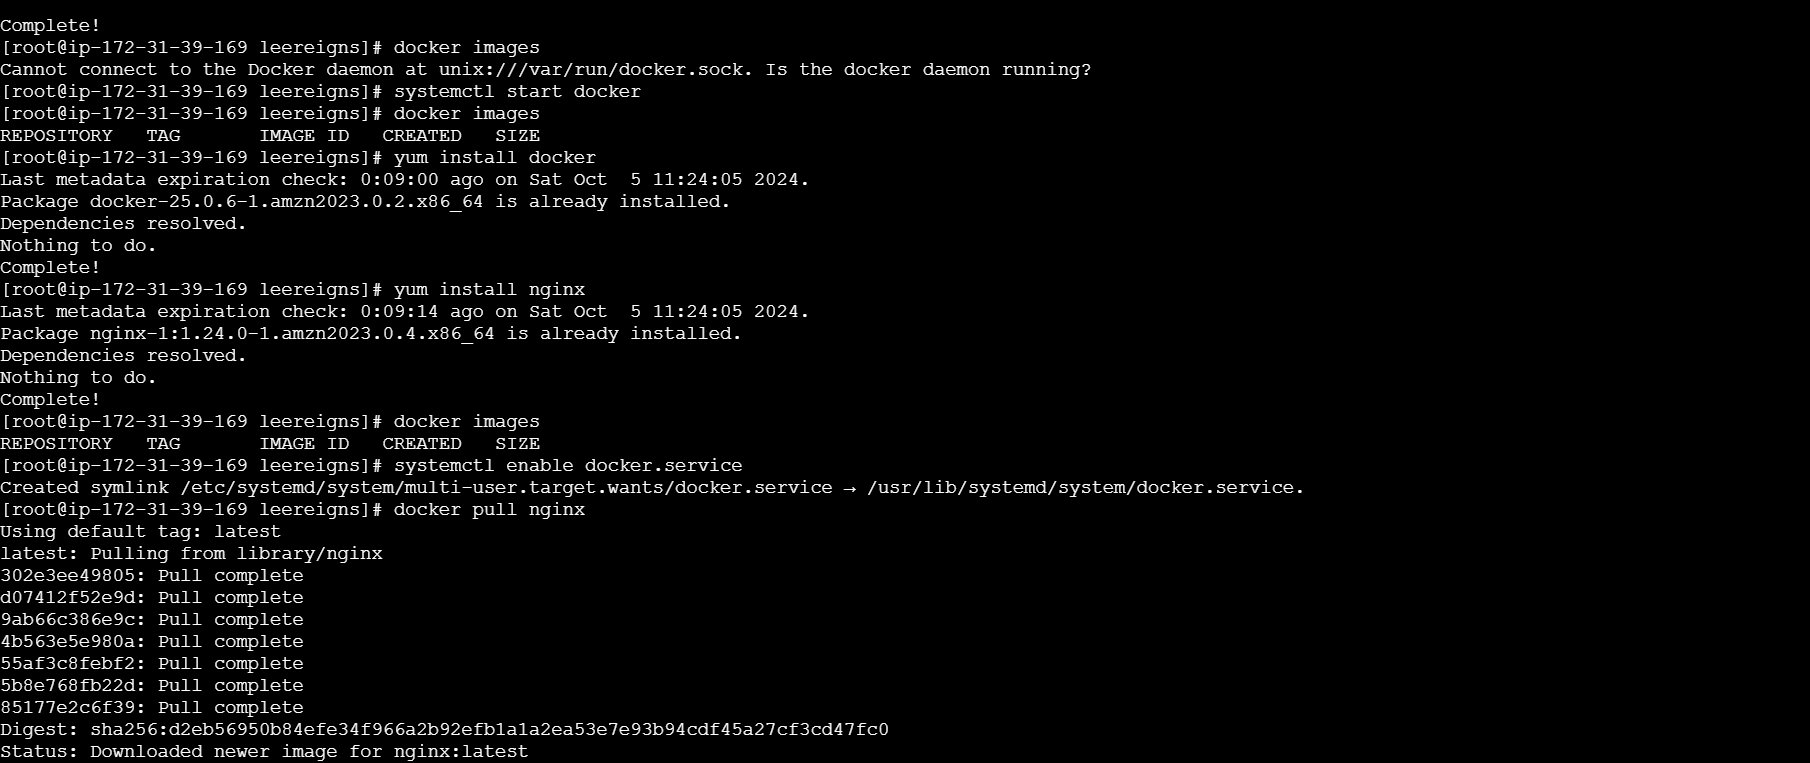 Complete!
[root@ip-172-31-39-169 leereigns]# docker images
Cannot connect to the Docker daemon at unix:///var/run/docker.sock. Is the docker daemon running?
[root@ip-172-31-39-169 leereigns]# systemctl start docker
[root@ip-172-31-39-169 leereigns]# docker images
REPOSITORY   TAG       IMAGE ID   CREATED   SIZE
[root@ip-172-31-39-169 leereigns]# yum install docker
Last metadata expiration check: 0:09:00 ago on Sat Oct  5 11:24:05 2024.
Package docker-25.0.6-1.amzn2023.0.2.x86_64 is already installed.
Dependencies resolved.
Nothing to do.
Complete!
[root@ip-172-31-39-169 leereigns]# yum install nginx
Last metadata expiration check: 0:09:14 ago on Sat Oct  5 11:24:05 2024.
Package nginx-1:1.24.0-1.amzn2023.0.4.x86_64 is already installed.
Dependencies resolved.
Nothing to do.
Complete!
[root@ip-172-31-39-169 leereigns]# docker images
REPOSITORY   TAG       IMAGE ID   CREATED   SIZE
[root@ip-172-31-39-169 leereigns]# systemctl enable docker.service
Created symlink /etc/systemd/system/multi-user.target.wants/docker.service → /usr/lib/systemd/system/docker.service.
[root@ip-172-31-39-169 leereigns]# docker pull nginx
Using default tag: latest
latest: Pulling from library/nginx
302e3ee49805: Pull complete
d07412f52e9d: Pull complete
9ab66c386e9c: Pull complete
4b563e5e980a: Pull complete
55af3c8febf2: Pull complete
5b8e768fb22d: Pull complete
85177e2c6f39: Pull complete
Digest: sha256:d2eb56950b84efe34f966a2b92efb1a1a2ea53e7e93b94cdf45a27cf3cd47fc0
Status: Downloaded newer image for nginx:latest